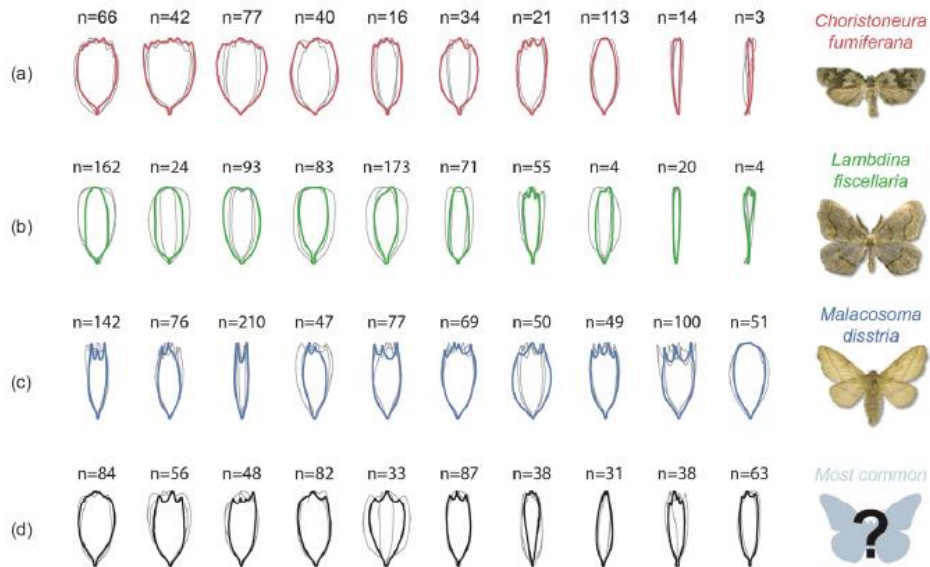 n=66 n=42 n=77 n=40 n=16 n=34 n=21 n=113 n=14 n=3
Choristoneura
fumiferana
(a)
n=162 n=24 n=93 n=83 n=173 n=71 n=55 n=4 n=20 n=4
Lambdina
fiscellaria
(b)
n=142 n=76 n=210 n=47 n=77 n=69 n=50 n=49 n=100 n=51
Malacosoma
disstria
(c)
n=84 n=56 n=48 n=82 n=33 n=87 n=38 n=31 n=38 n=63
Most common
(d)
?